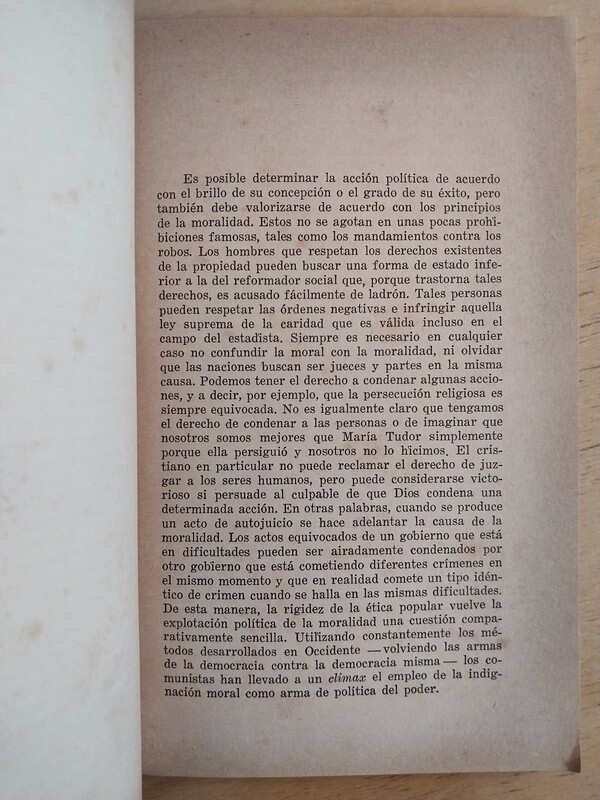 Es posible determinar la acción política de acuerdo
con el brillo de su concepción o el grado de su éxito, pero
también debe valorizarse de acuerdo con los principios
de la moralidad. Estos no se agotan en unas pocas prohi-
biciones famosas, tales como los mandamientos contra los
robos. Los hombres que respetan los derechos existentes
de la propiedad pueden buscar una forma de estado infe-
rior a la del reformador social que, porque trastorna tales
derechos, es acusado fácilmente de ladrón. Tales personas
pueden respetar las órdenes negativas e infringir aquella
ley suprema de la caridad que es válida incluso en el
campo del estadista. Siempre es necesario en cualquier
caso no confundir la moral con la moralidad, ni olvidar
que las naciones buscan ser jueces y partes en la misma
causa. Podemos tener el derecho a condenar algunas accio-
nes, y a decir, por ejemplo, que la persecución religiosa es
siempre equivocada. No es igualmente claro que tengamos
el derecho de condenar a las personas o de imaginar que
nosotros somos mejores que María Tudor simplemente
porque ella persiguió y nosotros no lo hicimos. El cris-
tiano en particular no puede reclamar el derecho de juz-
gar a los seres humanos, pero puede considerarse victo-
rioso si persuade al culpable de que Dios condena una
determinada acción. En otras palabras, cuando se produce
un acto de autojuicio se hace adelantar la causa de la
moralidad. Los actos equivocados de un gobierno que está
en dificultades pueden ser airadamente condenados por
otro gobierno que está cometiendo diferentes crímenes en
el mismo momento y que en realidad comete un tipo idén-
tico de crimen cuando se halla en las mismas dificultades.
De esta manera, la rigidez de la ética popular vuelve la
explotación política de la moralidad una cuestión compa-
rativamente sencilla. Utilizando constantemente los mé-
todos desarrollados en Occidente —volviendo las armas
de la democracia contra la democracia misma— los co-
munistas han llevado a un climax el empleo de la indig-
nación moral como arma de política del poder.